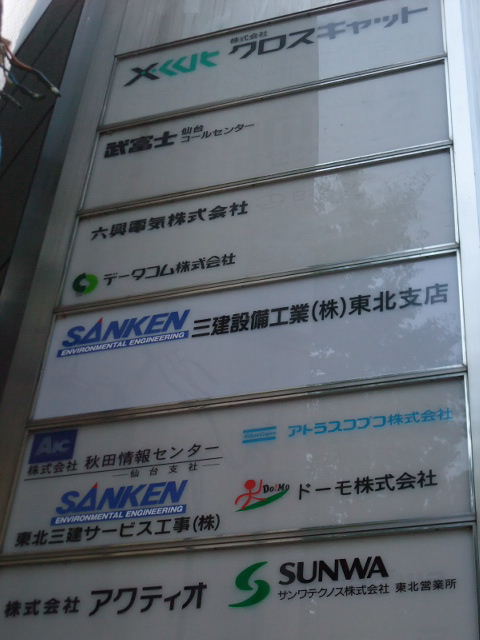 Xcut 株式会社 クロスキャット
武富士 仙台コールセンター
六興電気株式会社
データコム株式会社
SANKEN 三建設備工業(株)東北支店
ENVIRONMENTAL ENGINEERING
AIC
株式会社 秋田情報センター
仙台支社
アトラスコプコ株式会社
SANKEN
ENVIRONMENTAL ENGINEERING
東北三建サービス工事(株)
Do!Mo ドーモ株式会社
株式会社 アクティオ
SUNWA
サンワテクノス株式会社 東北営業所